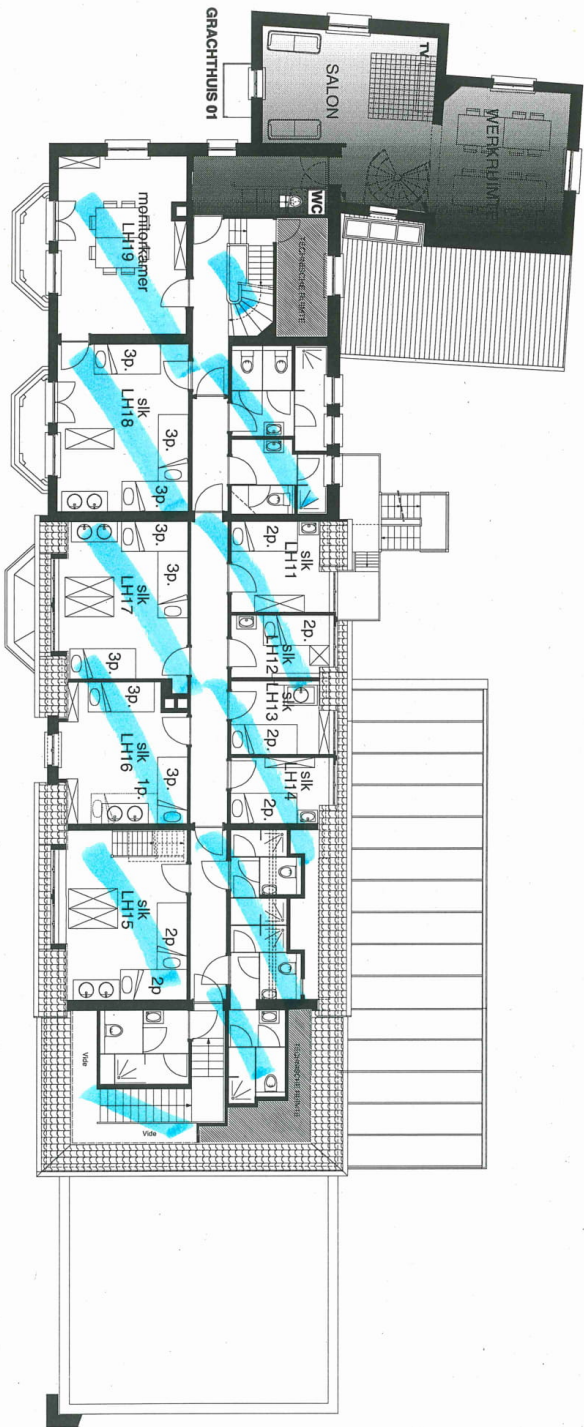 GRACHTHUIS 01
TV
SALON
WERKRUIMTE
WC
TECHNISCHE RUIMTE
monitorkamer
LH19
3p.
slk
LH18
3p.
3p.
3p.
slk
LH17
3p.
3p.
3p.
slk
LH16
1p.
3p.
slk
LH15
2p
2p
2p.
slk
LH11
2p.
slk
LH12
slk
LH13
2p.
slk
LH14
2p.
TECHNISCHE RUIMTE
Vide
Vide